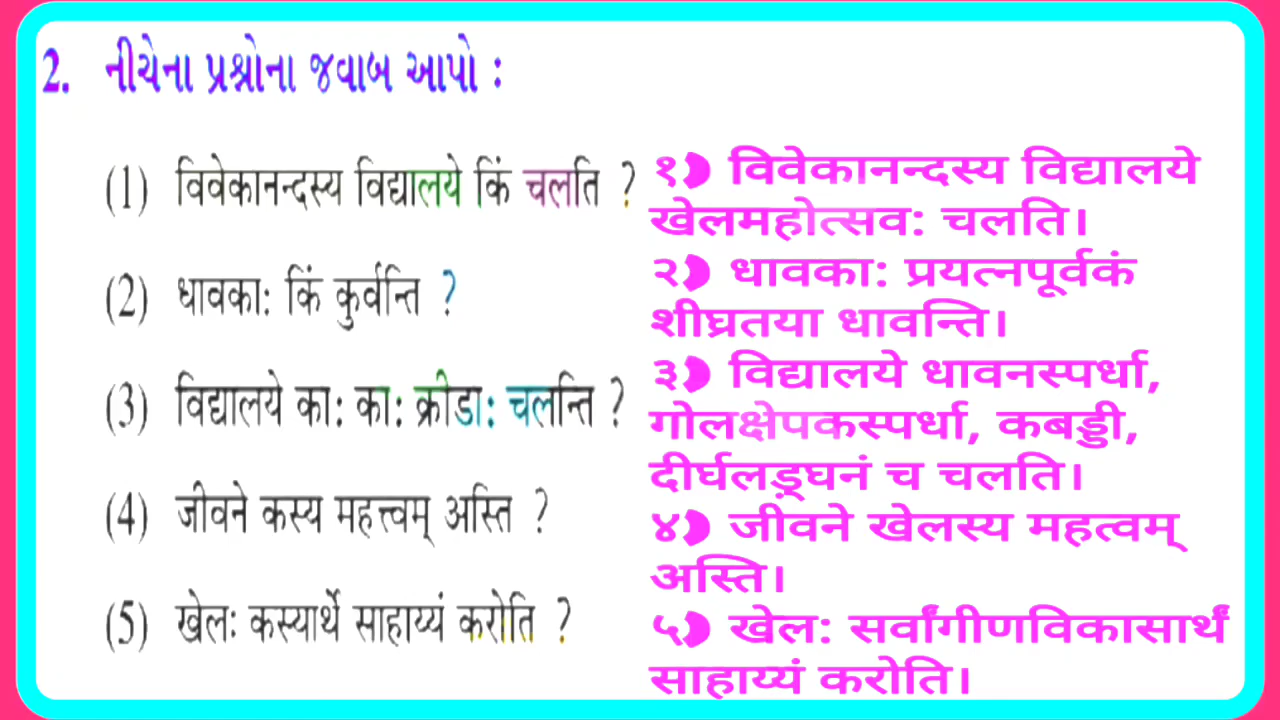 2. નીચેના પ્રશ્નોના જવાબ આપો :
(1) विवेकानन्दस्य विद्यालये किं चलति ?
(2) धावकाः किं कुर्वन्ति ?
(3) विद्यालये काः काः क्रीडाः चलन्ति ?
(4) जीवने कस्य महत्त्वम् अस्ति ?
(5) खेलः कस्यार्थे साहाय्यं करोति ?
१) विवेकानन्दस्य विद्यालये
खेलमहोत्सव: चलति।
२) धावका: प्रयत्नपूर्वकं
शीघ्रतया धावन्ति।
३) विद्यालये धावनस्पर्धा,
गोलक्षेपकस्पर्धा, कबड्डी,
दीर्घलड़्घनं च चलति।
४) जीवने खेलस्य महत्वम्
अस्ति।
५) खेल: सर्वांगीणविकासार्थं
साहाय्यं करोति।